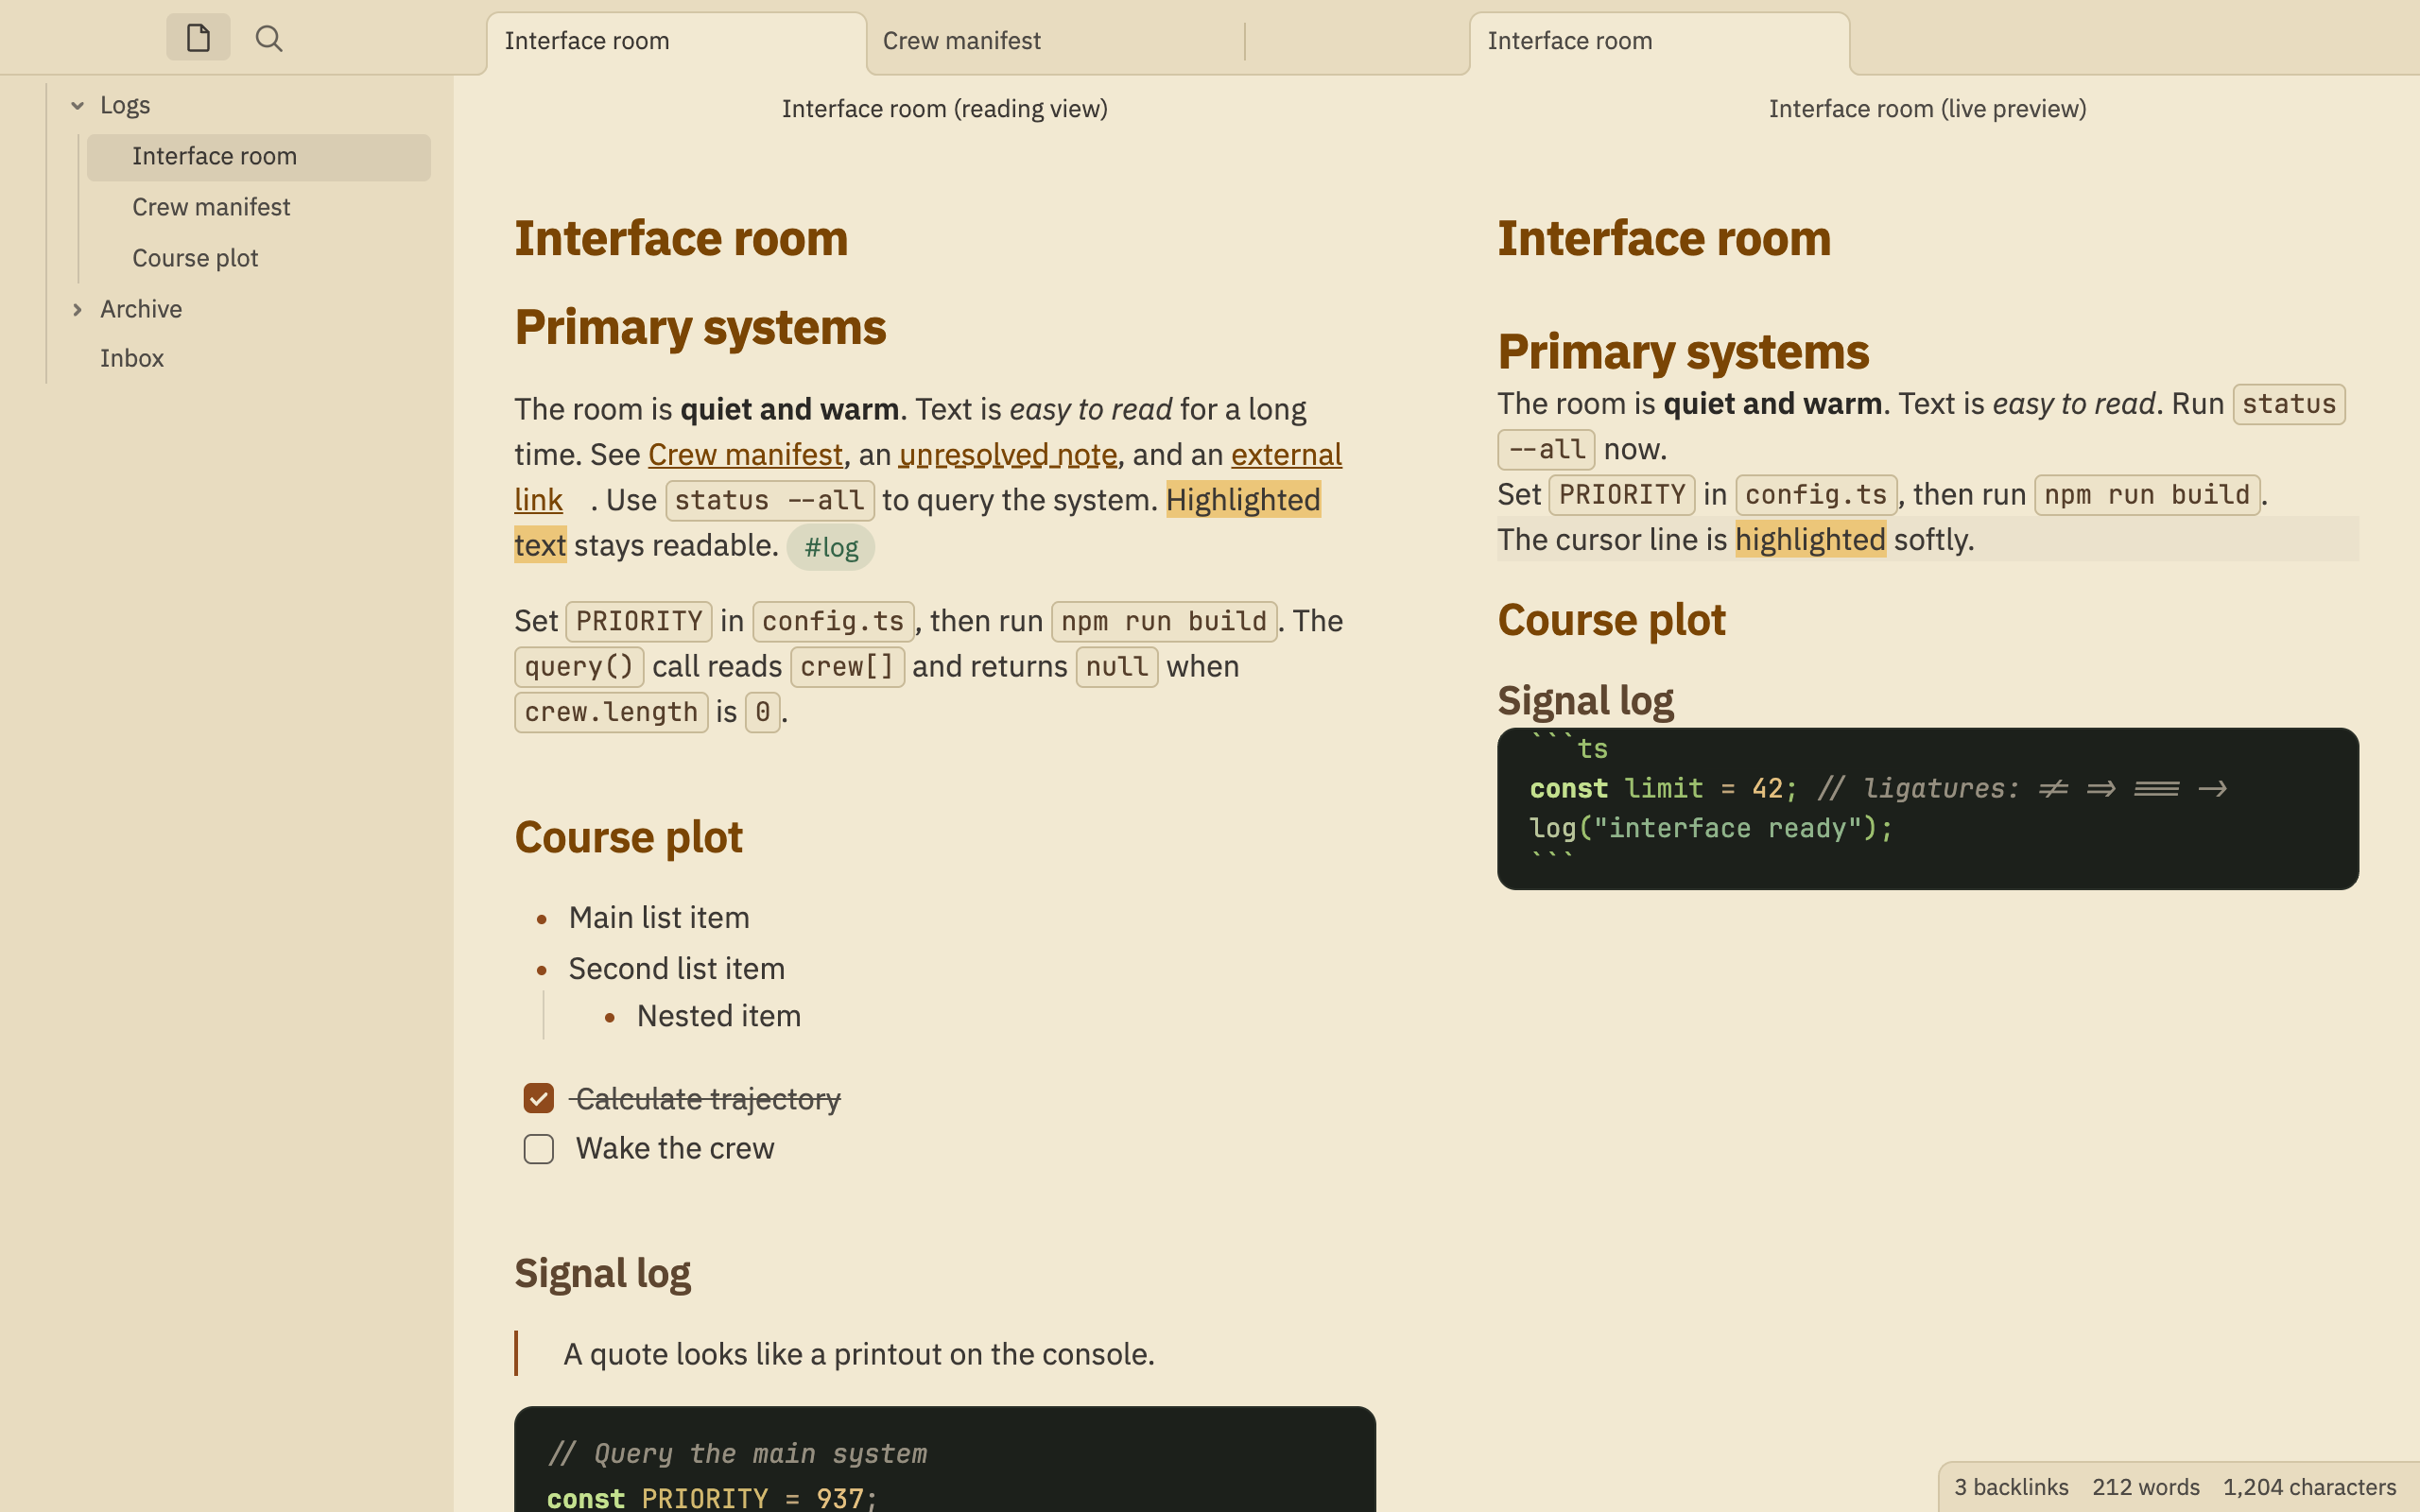 Interface room
Crew manifest
Interface room
Logs
Interface room
Crew manifest
Course plot
Archive
Inbox
Interface room (reading view)
Interface room
Primary systems
The room is quiet and warm. Text is easy to read for a long
time. See Crew manifest, an unresolved note, and an external
link . Use status --all to query the system. Highlighted
text stays readable. #log
Set PRIORITY in config.ts, then run npm run build. The
query() call reads crew[] and returns null when
crew.length is 0.
Course plot
• Main list item
• Second list item
• Nested item
Calculate trajectory
Wake the crew
Signal log
A quote looks like a printout on the console.
// Query the main system
const PRIORITY = 937;
Interface room (live preview)
Interface room
Primary systems
The room is quiet and warm. Text is easy to read. Run status
--all now.
Set PRIORITY in config.ts, then run npm run build.
The cursor line is highlighted softly.
Course plot
Signal log
```ts
const limit = 42; // ligatures: != => === ->
log("interface ready");
```
3 backlinks 212 words 1,204 characters